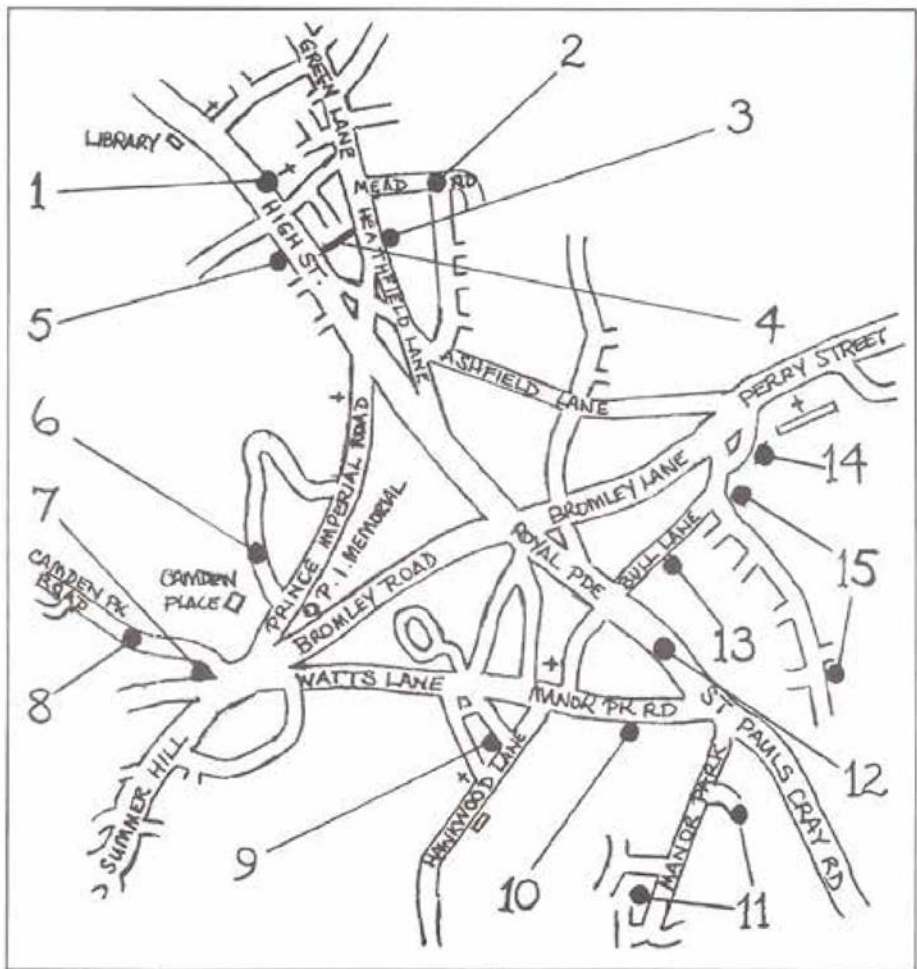 GREEN LANE
2
LIBRARY
3
1
MEAD RD
HIGH ST.
HEATHFIELD LANE
5
4
ASHFIELD LANE
PERRY STREET
6
PRINCE IMPERIAL ROAD
P. I. MEMORIAL
BROMLEY LANE
14
7
ROYAL PDE
BULL LANE
15
CAMDEN PK
ROAD
CAMDEN
PLACE
BROMLEY ROAD
13
8
WATTS LANE
MANOR PK RD
ST PAULS CRAY RD
12
SUMMER HILL
9
HAWKWOOD LANE
10
MANOR PARK
11